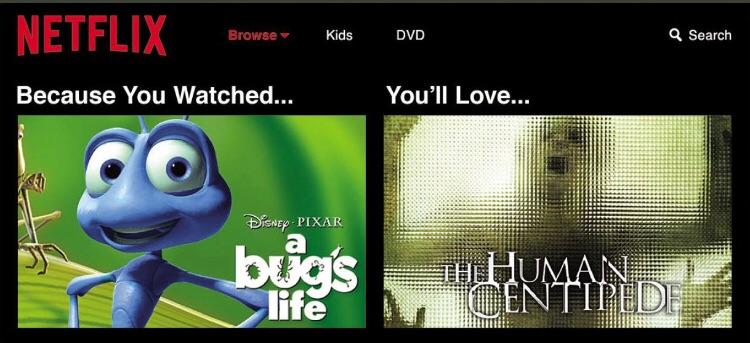 NETFLIX
Browse
Kids
DVD
Search
Because You Watched...
You'll Love...
Disney · PIXAR
a
bug's
life
THE HUMAN
CENTIPEDE